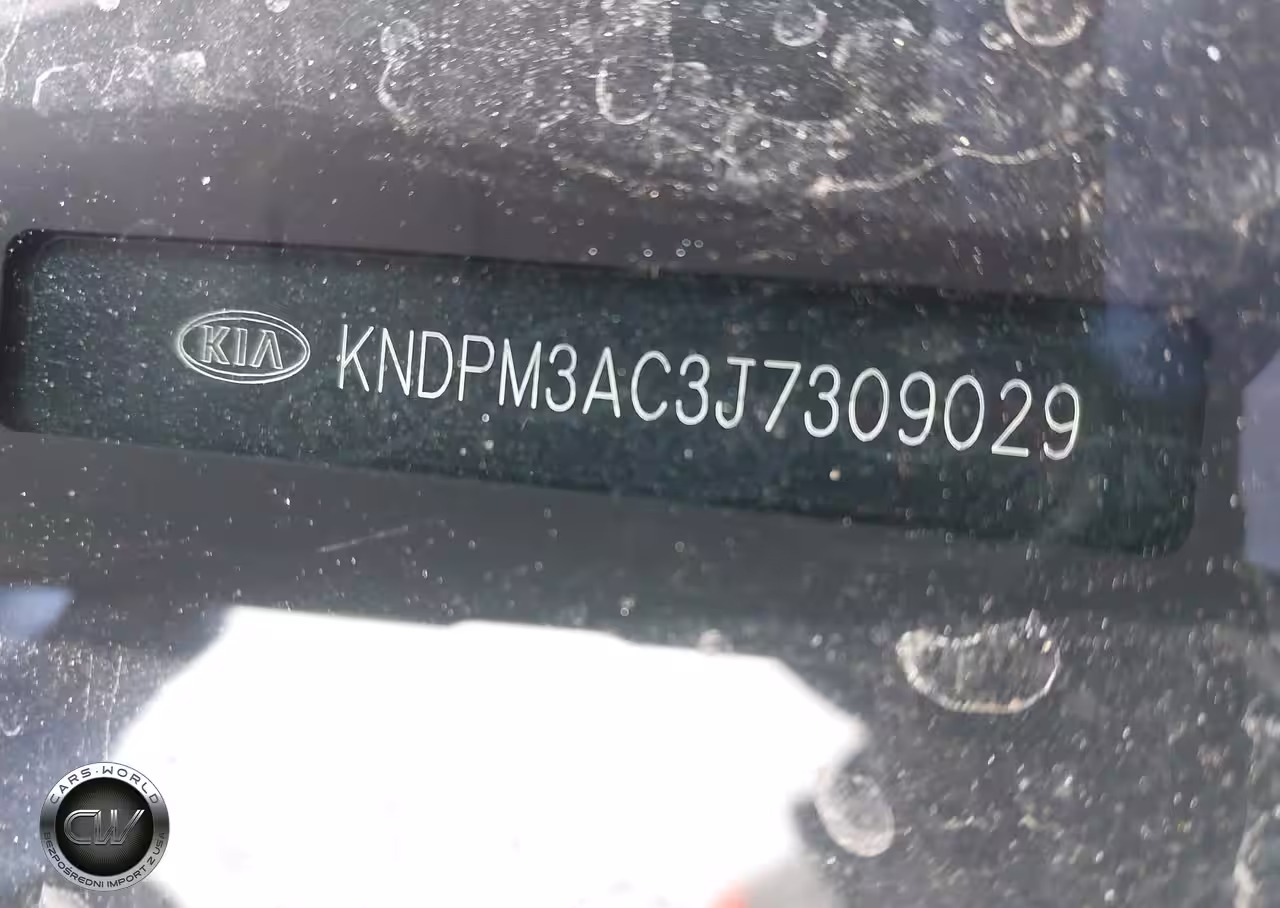 KIA KNDPM3AC3J7309029
CARS·WORLD
CW
BEZPOŚREDNI IMPORT Z USA